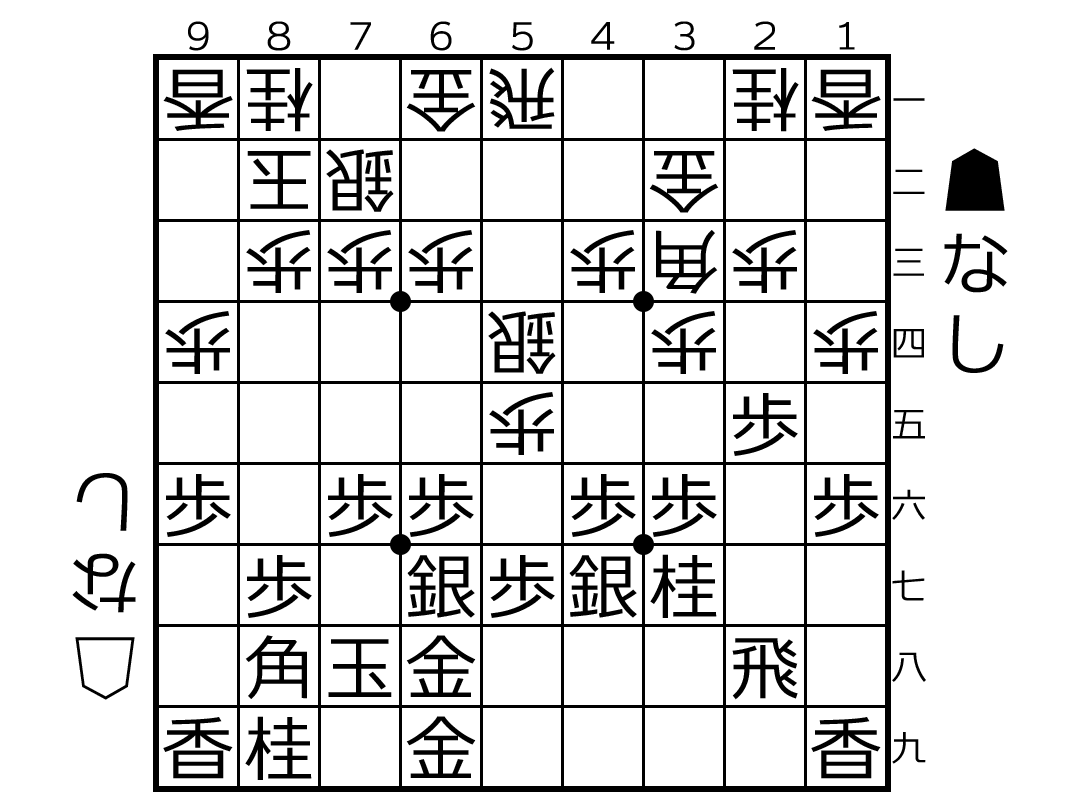 9 8 7 6 5 4 3 2 1
香 桂 金 飛 桂 香 一
王 銀 金 二
歩 歩 歩 歩 角 歩 三
歩 銀 歩 歩 四
歩 歩 五
歩 歩 歩 歩 歩 歩 六
歩 銀 歩 銀 桂 七
角 玉 金 飛 八
香 桂 金 香 九
☗なし
☖なし